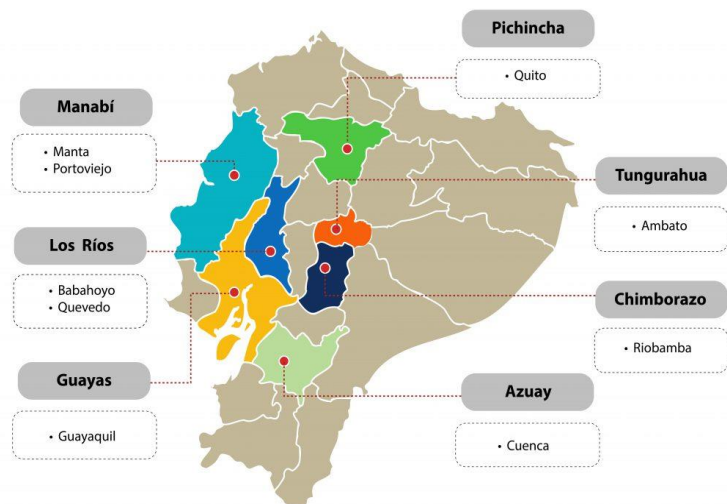 Pichincha
• Quito
Manabí
• Manta
• Portoviejo
Tungurahua
• Ambato
Los Ríos
• Babahoyo
• Quevedo
Chimborazo
• Riobamba
Guayas
• Guayaquil
Azuay
• Cuenca